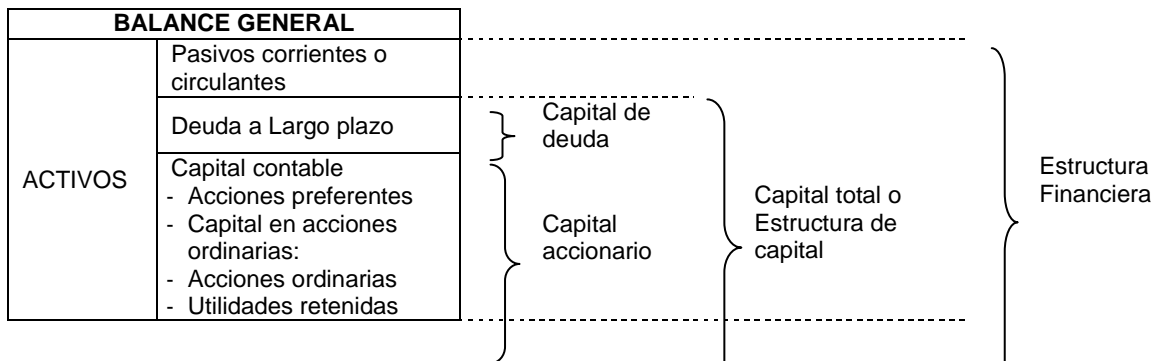 BALANCE GENERAL
ACTIVOS
Pasivos corrientes o
circulantes
Deuda a Largo plazo
Capital contable
- Acciones preferentes
- Capital en acciones
ordinarias:
- Acciones ordinarias
- Utilidades retenidas
Capital de
deuda
Capital
accionario
Capital total o
Estructura de
capital
Estructura
Financiera